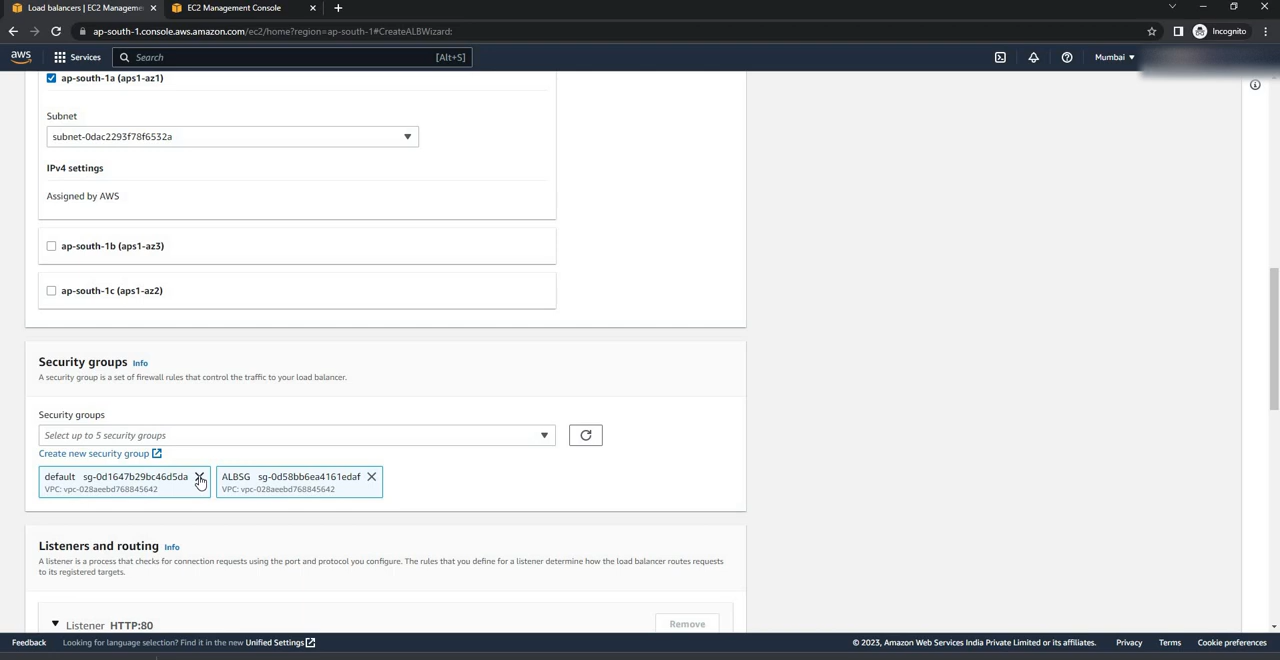 Load balancers | EC2 Manageme
EC2 Management Console
ap-south-1.console.aws.amazon.com/ec2/home?region=ap-south-1#CreateALBWizard:
Incognito
aws
Services
Search
[Alt+S]
Mumbai
ap-south-1a (aps1-az1)
Subnet
subnet-0dac2293f78f6532a
IPv4 settings
Assigned by AWS
ap-south-1b (aps1-az3)
ap-south-1c (aps1-az2)
Security groups Info
A security group is a set of firewall rules that control the traffic to your load balancer.
Security groups
Select up to 5 security groups
Create new security group
default sg-0d1647b29bc46d5da
VPC: vpc-028aeebd768845642
ALBSG sg-0d58bb6ea4161edaf
VPC: vpc-028aeebd768845642
Listeners and routing Info
A listener is a process that checks for connection requests using the port and protocol you configure. The rules that you define for a listener determine how the load balancer routes requests
to its registered targets.
Listener HTTP:80
Remove
Feedback
Looking for language selection? Find it in the new Unified Settings
© 2023, Amazon Web Services India Private Limited or its affiliates.
Privacy
Terms
Cookie preferences